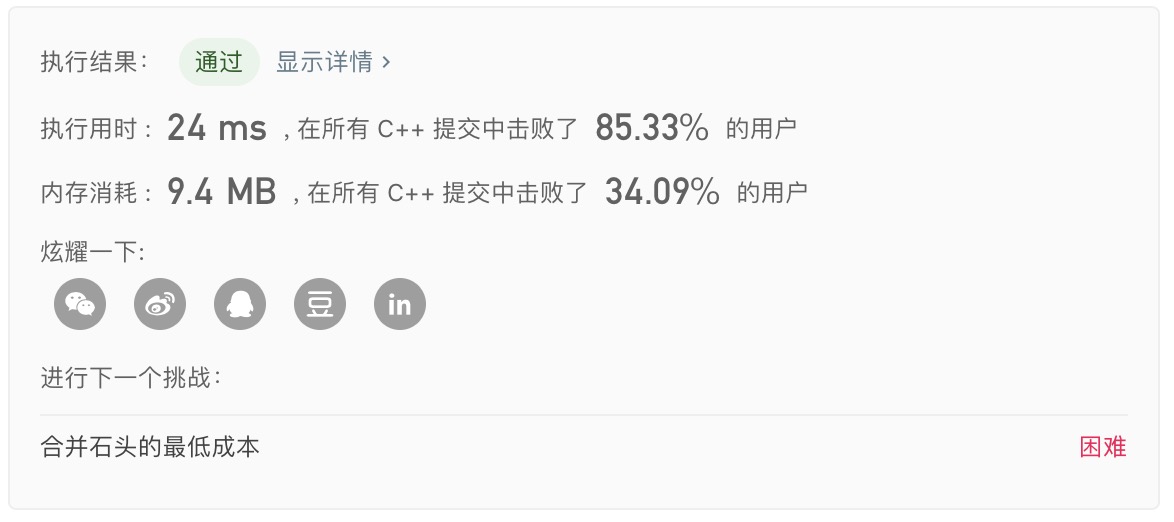 执行结果： 通过 显示详情 >
执行用时： 24 ms ，在所有 C++ 提交中击败了 85.33% 的用户
内存消耗： 9.4 MB ，在所有 C++ 提交中击败了 34.09% 的用户
炫耀一下:
豆 in
进行下一个挑战：
合并石头的最低成本 困难